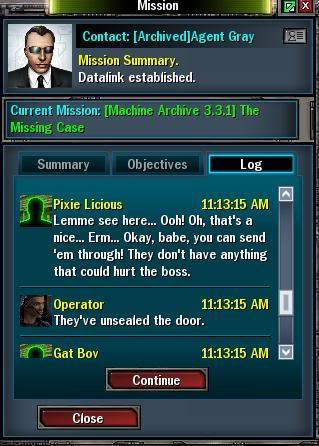 Mission
Contact: [Archived]Agent Gray
Mission Summary.
Datalink established.
Current Mission: [Machine Archive 3.3.1] The
Missing Case
Summary
Objectives
Log
Pixie Licious 11:13:15 AM
Lemme see here... Ooh! Oh, that's a
nice... Erm... Okay, babe, you can send
'em through! They don't have anything
that could hurt the boss.
Operator 11:13:15 AM
They've unsealed the door.
Gat Boy 11:13:15 AM
Continue
Close